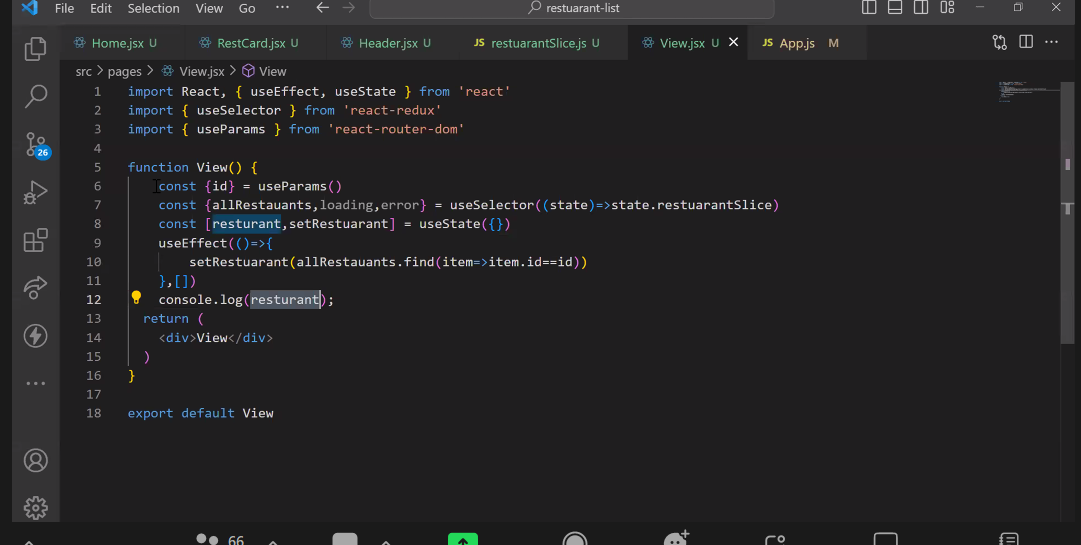 File Edit Selection View Go ··· restuarant-list
Home.jsx U RestCard.jsx U Header.jsx U JS restuarantSlice.js U View.jsx U JS App.js M
src > pages > View.jsx > View
1 import React, { useEffect, useState } from 'react'
2 import { useSelector } from 'react-redux'
3 import { useParams } from 'react-router-dom'
4
5 function View() {
6 const {id} = useParams()
7 const {allRestauants,loading,error} = useSelector((state)=>state.restuarantSlice)
8 const [resturant,setRestuarant] = useState({})
9 useEffect(()=>{
10 setRestuarant(allRestauants.find(item=>item.id==id))
11 },[])
12 console.log(resturant);
13 return (
14 <div>View</div>
15 )
16 }
17
18 export default View
26
66